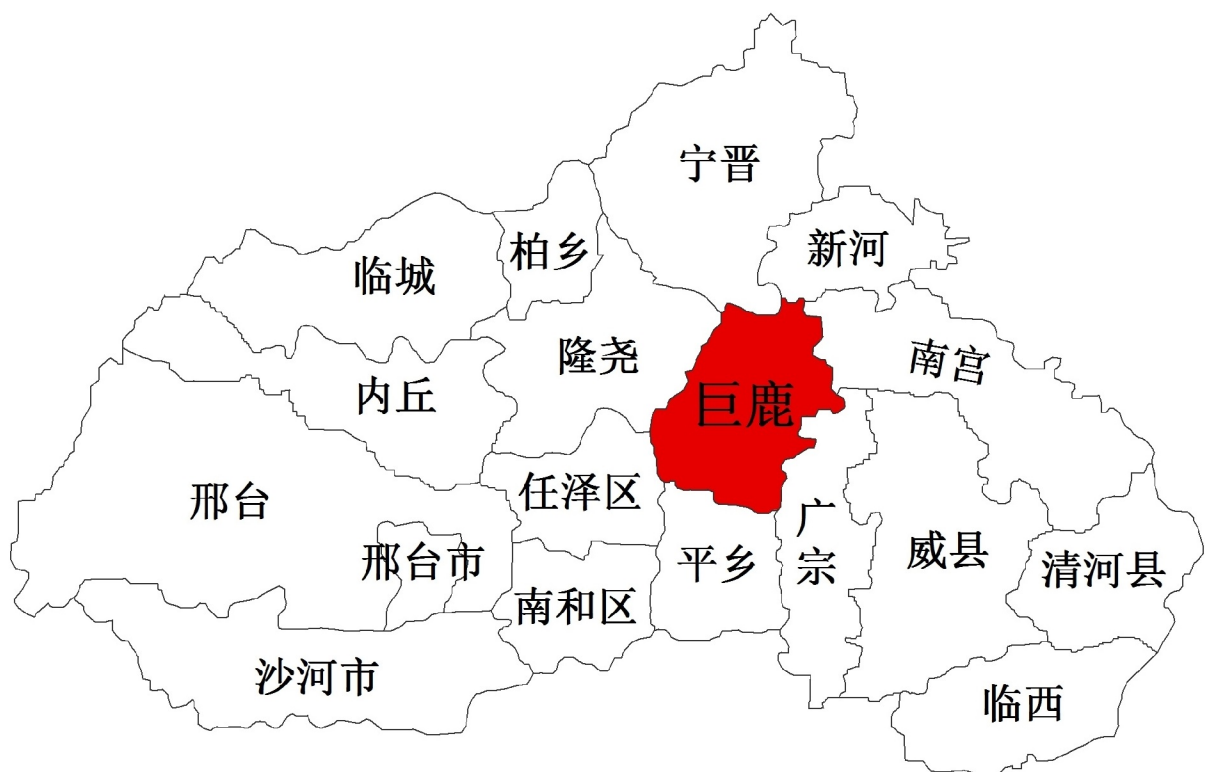 宁晋
新河
柏乡
临城
隆尧
南宫
内丘
巨鹿
任泽区
邢台
广宗
威县
邢台市
平乡
清河县
南和区
沙河市
临西